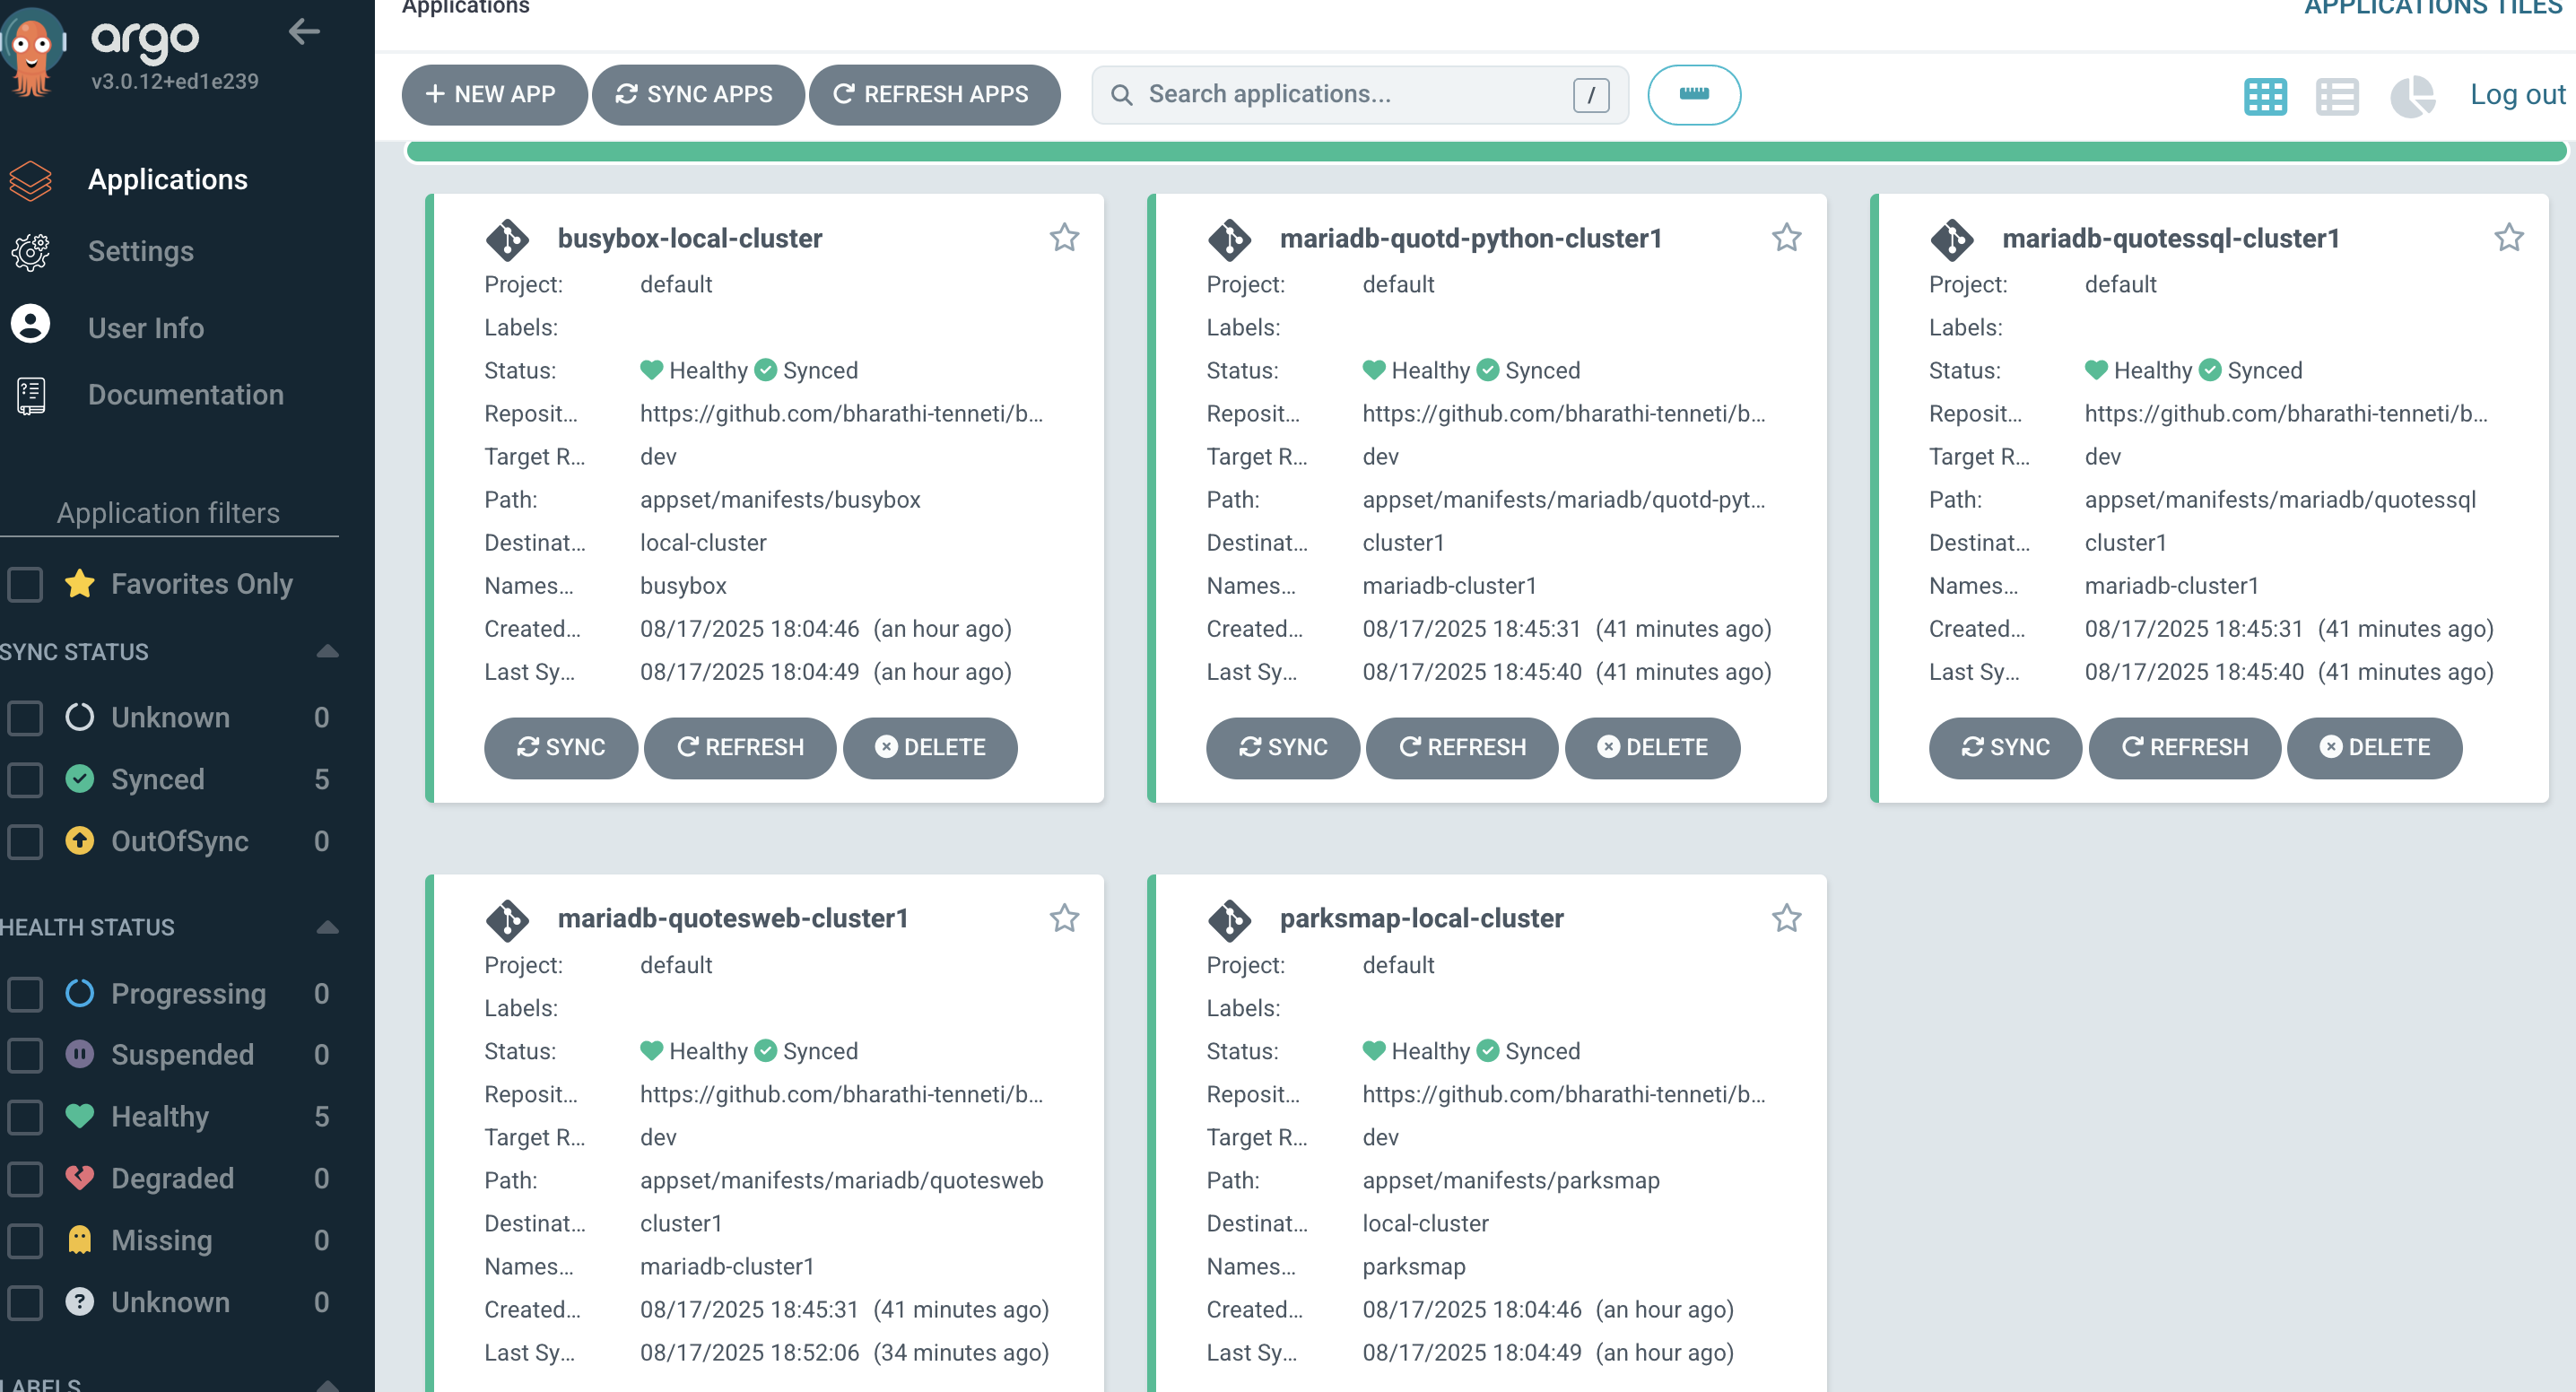 argo
v3.0.12+ed1e239
Applications
Settings
User Info
Documentation
Application filters
Favorites Only
SYNC STATUS
Unknown 0
Synced 5
OutOfSync 0
HEALTH STATUS
Progressing 0
Suspended 0
Healthy 5
Degraded 0
Missing 0
Unknown 0
LABELS
Applications
APPLICATIONS TILES
NEW APP SYNC APPS REFRESH APPS Search applications... / Log out
busybox-local-cluster
Project: default
Labels:
Status: Healthy Synced
Reposit... https://github.com/bharathi-tenneti/b...
Target R... dev
Path: appset/manifests/busybox
Destinat... local-cluster
Names... busybox
Created... 08/17/2025 18:04:46 (an hour ago)
Last Sy... 08/17/2025 18:04:49 (an hour ago)
SYNC REFRESH DELETE
mariadb-quotd-python-cluster1
Project: default
Labels:
Status: Healthy Synced
Reposit... https://github.com/bharathi-tenneti/b...
Target R... dev
Path: appset/manifests/mariadb/quotd-pyt...
Destinat... cluster1
Names... mariadb-cluster1
Created... 08/17/2025 18:45:31 (41 minutes ago)
Last Sy... 08/17/2025 18:45:40 (41 minutes ago)
SYNC REFRESH DELETE
mariadb-quotessql-cluster1
Project: default
Labels:
Status: Healthy Synced
Reposit... https://github.com/bharathi-tenneti/b...
Target R... dev
Path: appset/manifests/mariadb/quotessql
Destinat... cluster1
Names... mariadb-cluster1
Created... 08/17/2025 18:45:31 (41 minutes ago)
Last Sy... 08/17/2025 18:45:40 (41 minutes ago)
SYNC REFRESH DELETE
mariadb-quotesweb-cluster1
Project: default
Labels:
Status: Healthy Synced
Reposit... https://github.com/bharathi-tenneti/b...
Target R... dev
Path: appset/manifests/mariadb/quotesweb
Destinat... cluster1
Names... mariadb-cluster1
Created... 08/17/2025 18:45:31 (41 minutes ago)
Last Sy... 08/17/2025 18:52:06 (34 minutes ago)
parksmap-local-cluster
Project: default
Labels:
Status: Healthy Synced
Reposit... https://github.com/bharathi-tenneti/b...
Target R... dev
Path: appset/manifests/parksmap
Destinat... local-cluster
Names... parksmap
Created... 08/17/2025 18:04:46 (an hour ago)
Last Sy... 08/17/2025 18:04:49 (an hour ago)